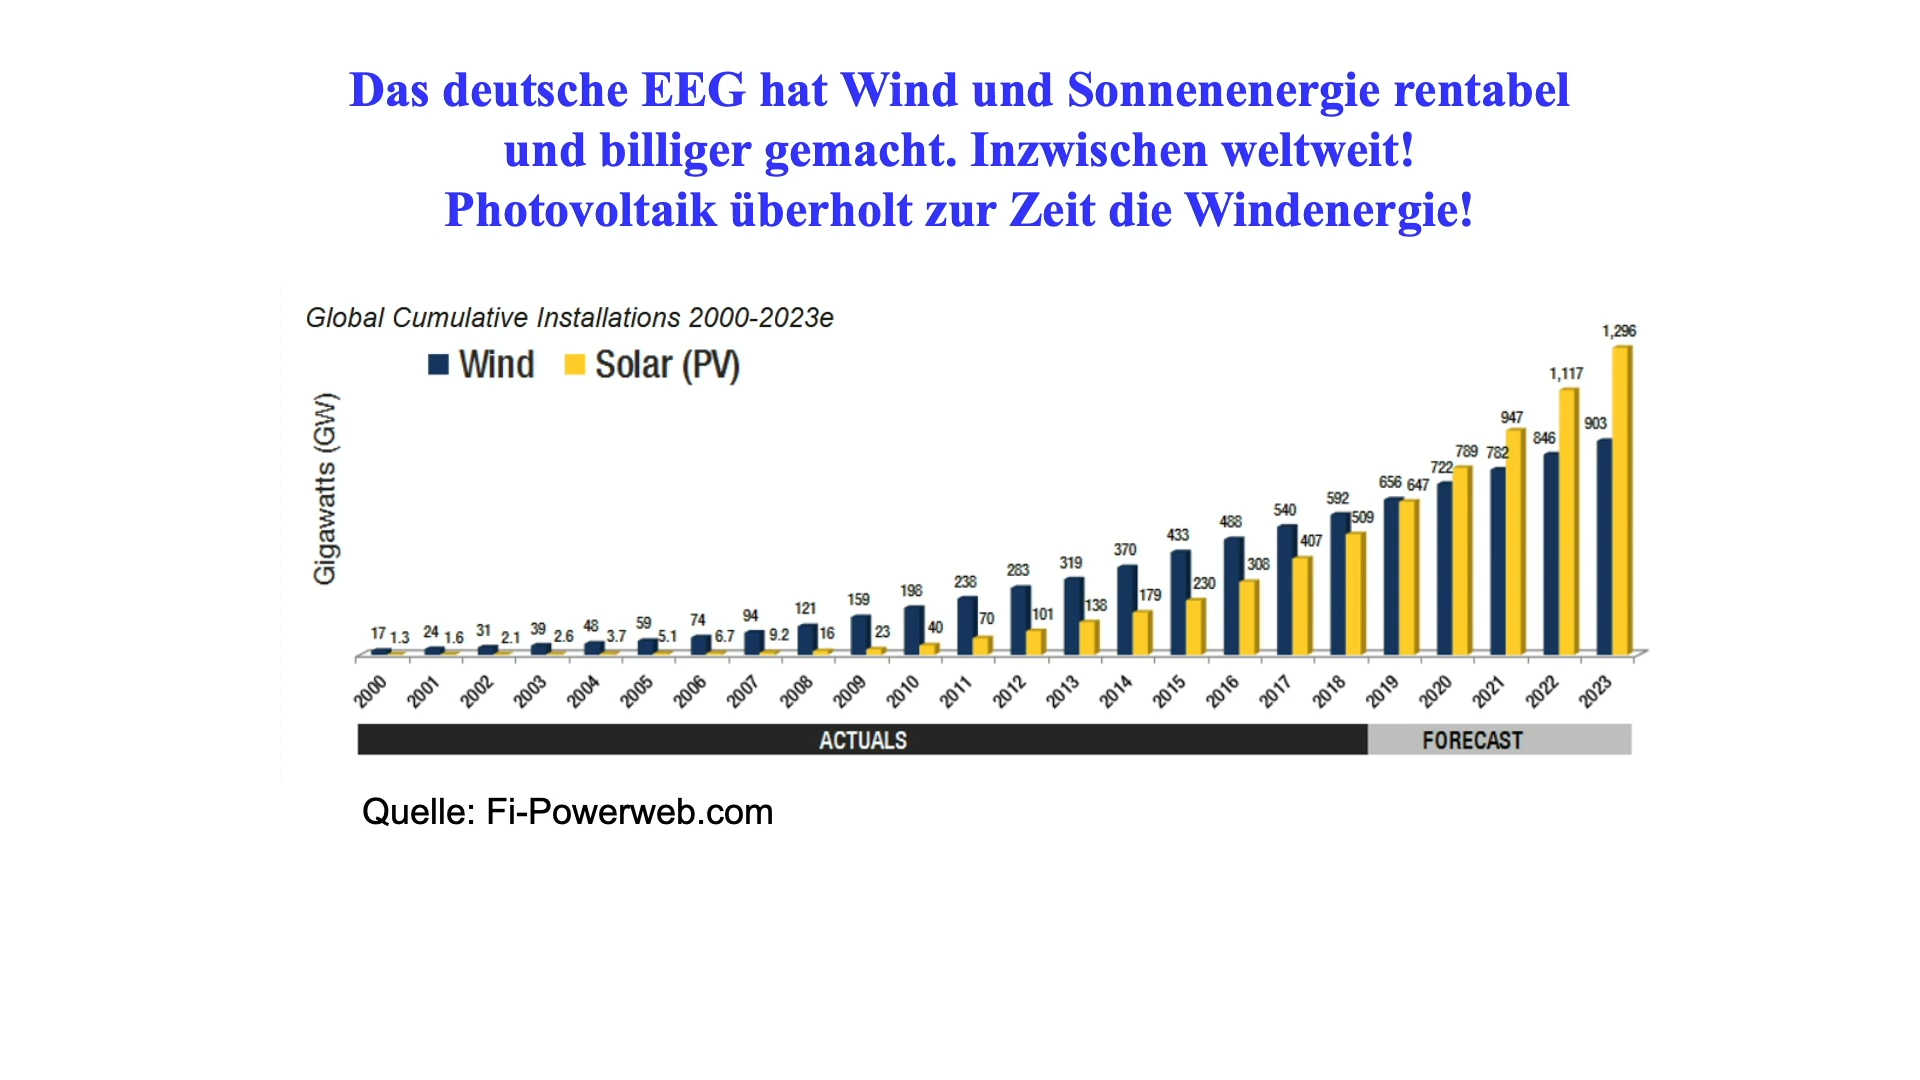 Das deutsche EEG hat Wind und Sonnenenergie rentabel
und billiger gemacht. Inzwischen weltweit!
Photovoltaik überholt zur Zeit die Windenergie!
Global Cumulative Installations 2000-2023e
Wind Solar (PV)
Gigawatts (GW)
17 1.3 24 1.6 31 2.1 39 2.6 48 3.7 59 5.1 74 6.7 94 9.2 121 16 159 23 198 40 238 70 283 101 319 138 370 179 433 230 488 308 540 407 592 509 656 647 722 789 782 947 846 1,117 903 1,296
2000 2001 2002 2003 2004 2005 2006 2007 2008 2009 2010 2011 2012 2013 2014 2015 2016 2017 2018 2019 2020 2021 2022 2023
ACTUALS FORECAST
Quelle: Fi-Powerweb.com